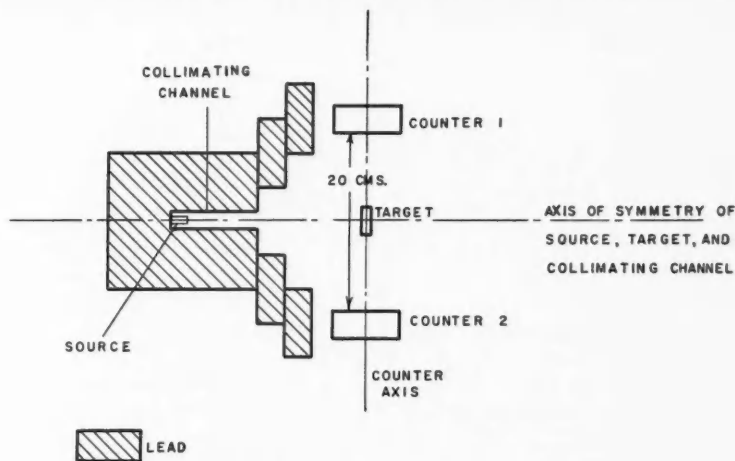 COLLIMATING
CHANNEL
COUNTER 1
20 CMS.
TARGET
AXIS OF SYMMETRY OF
SOURCE, TARGET, AND
COLLIMATING CHANNEL
COUNTER 2
SOURCE
COUNTER
AXIS
LEAD